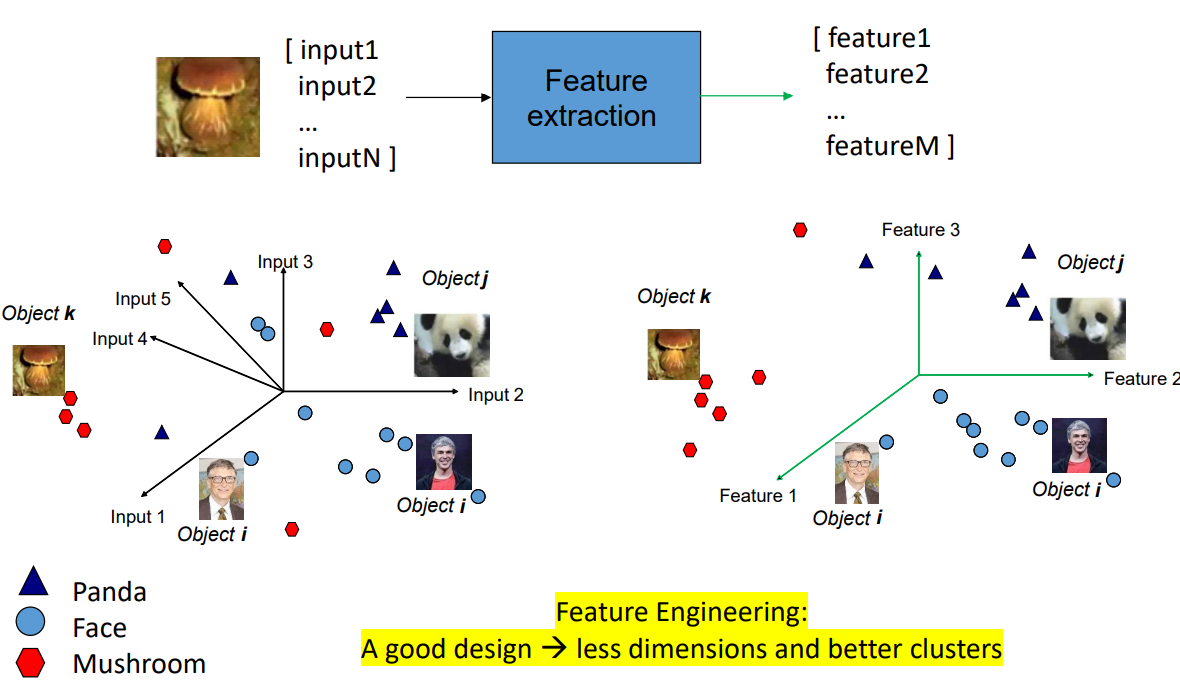 [ input1
input2
...
inputN ]
Feature
extraction
[ feature1
feature2
...
featureM ]
Input 3
Input 5
Input 4
Input 2
Input 1
Object k
Object j
Object i
Object i
Feature 3
Feature 2
Feature 1
Object k
Object j
Object i
Object i
Panda
Face
Mushroom
Feature Engineering:
A good design → less dimensions and better clusters